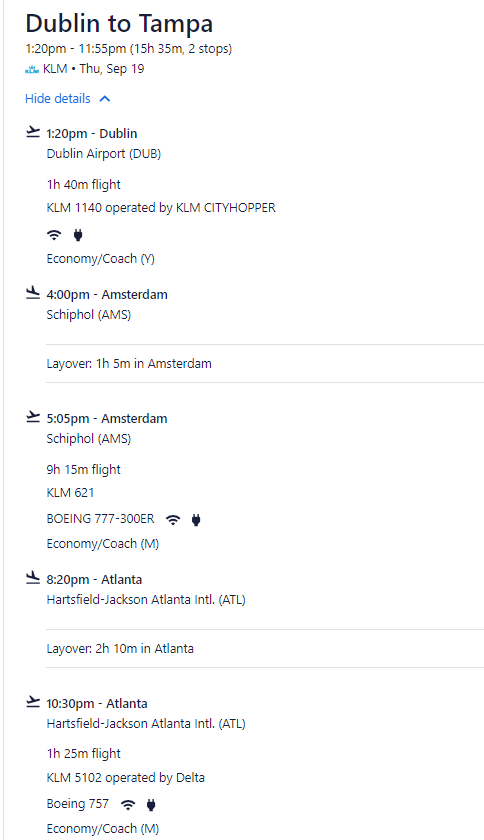 Dublin to Tampa
1:20pm - 11:55pm (15h 35m, 2 stops)
KLM KLM • Thu, Sep 19
Hide details
1:20pm - Dublin
Dublin Airport (DUB)
1h 40m flight
KLM 1140 operated by KLM CITYHOPPER
Economy/Coach (Y)
4:00pm - Amsterdam
Schiphol (AMS)
Layover: 1h 5m in Amsterdam
5:05pm - Amsterdam
Schiphol (AMS)
9h 15m flight
KLM 621
BOEING 777-300ER
Economy/Coach (M)
8:20pm - Atlanta
Hartsfield-Jackson Atlanta Intl. (ATL)
Layover: 2h 10m in Atlanta
10:30pm - Atlanta
Hartsfield-Jackson Atlanta Intl. (ATL)
1h 25m flight
KLM 5102 operated by Delta
Boeing 757
Economy/Coach (M)